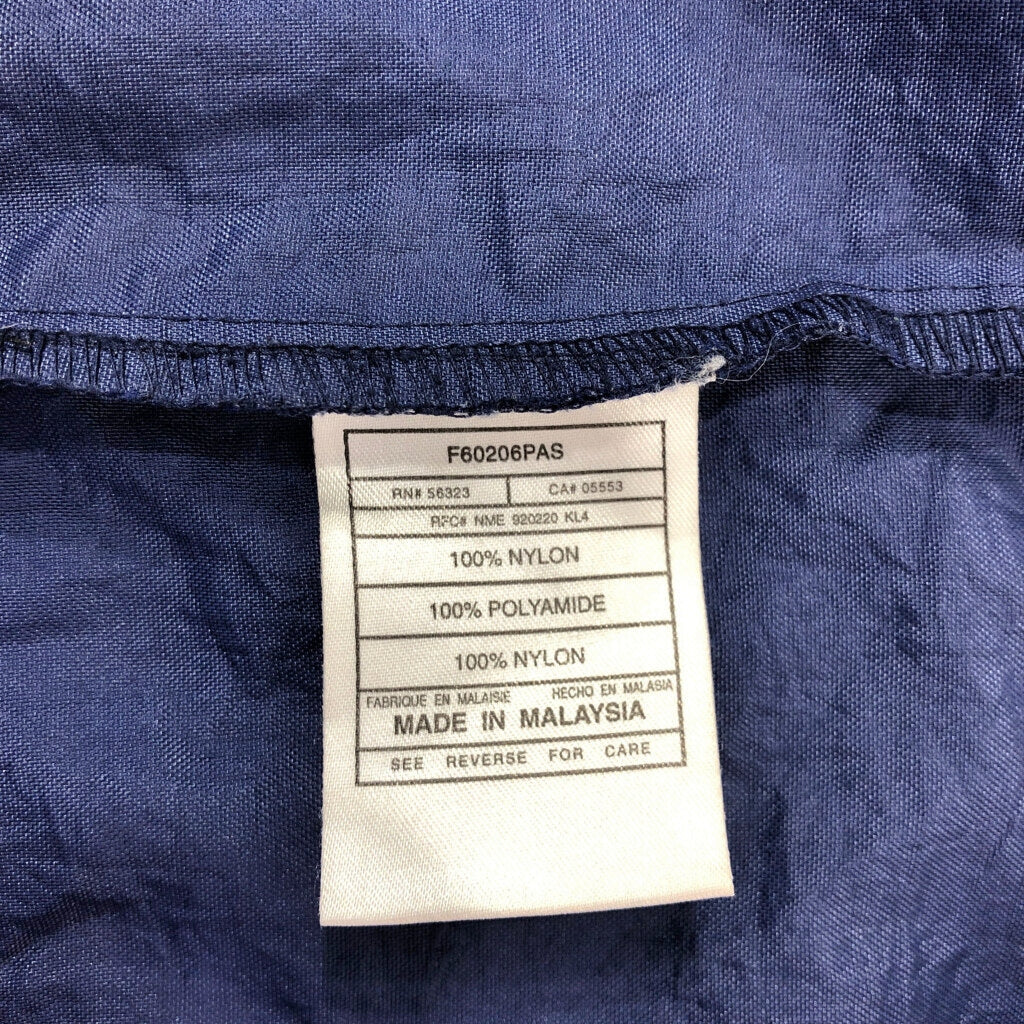 F60206PAS
RN# 56323 CA# 05553
RFC# NME 920220 KL4
100% NYLON
100% POLYAMIDE
100% NYLON
FABRIQUE EN MALAISIE HECHO EN MALASIA
MADE IN MALAYSIA
SEE REVERSE FOR CARE